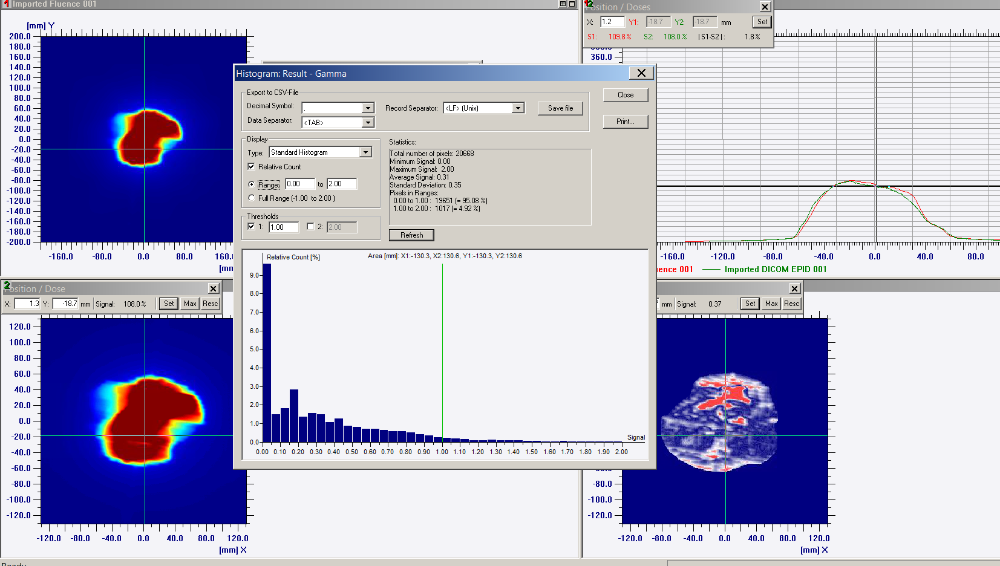 1 Imported Fluence 001
[mm] Y
200.0
180.0
160.0
140.0
120.0
100.0
80.0
60.0
40.0
20.0
0.0
-20.0
-40.0
-60.0
-80.0
-100.0
-120.0
-140.0
-160.0
-180.0
-200.0
-160.0 -80.0 0.0 80.0
[mm
12 Position / Doses
X: 1.2 Y1: -18.7 Y2: -18.7 mm Set
S1: 109.8 % S2: 108.0 % |S1-S2|: 1.8 %
360.0
-160.0 -120.0 -80.0 -40.0 0.0 40.0 80.0
uence 001 Imported DICOM EPID 001
Histogram: Result - Gamma
Export to CSV-File
Decimal Symbol: .
Record Separator: <LF> (Unix)
Save file
Data Separator: <TAB>
Close
Print...
Display
Type: Standard Histogram
Relative Count
Range: 0.00 to 2.00
Full Range (-1.00 to 2.00 )
Thresholds
1: 1.00 2: 2.00
Statistics:
Total number of pixels: 20668
Minimum Signal: 0.00
Maximum Signal: 2.00
Average Signal: 0.31
Standard Deviation: 0.35
Pixels in Ranges:
0.00 to 1.00 : 19651 (= 95.08 %)
1.00 to 2.00 : 1017 (= 4.92 %)
Refresh
Relative Count [%]
Area [mm]: X1:-130.3, X2:130.6, Y1:-130.3, Y2:130.6
9.0
8.0
7.0
6.0
5.0
4.0
3.0
2.0
1.0
0.0
Signal
0.00 0.10 0.20 0.30 0.40 0.50 0.60 0.70 0.80 0.90 1.00 1.10 1.20 1.30 1.40 1.50 1.60 1.70 1.80 1.90 2.00
2 Position / Dose
X: 1.3 Y: -18.7 mm Signal: 108.0 % Set Max Resc
120.0
100.0
80.0
60.0
40.0
20.0
0.0
-20.0
-40.0
-60.0
-80.0
-100.0
-120.0
-120.0 -80.0 -40.0 0.0 40.0 80.0 120.0
[mm] X
mm Signal: 0.37 Set Max Resc
-80.0
-100.0
-120.0
-120.0 -80.0 -40.0 0.0 40.0 80.0 120.0
[mm] X
Ready